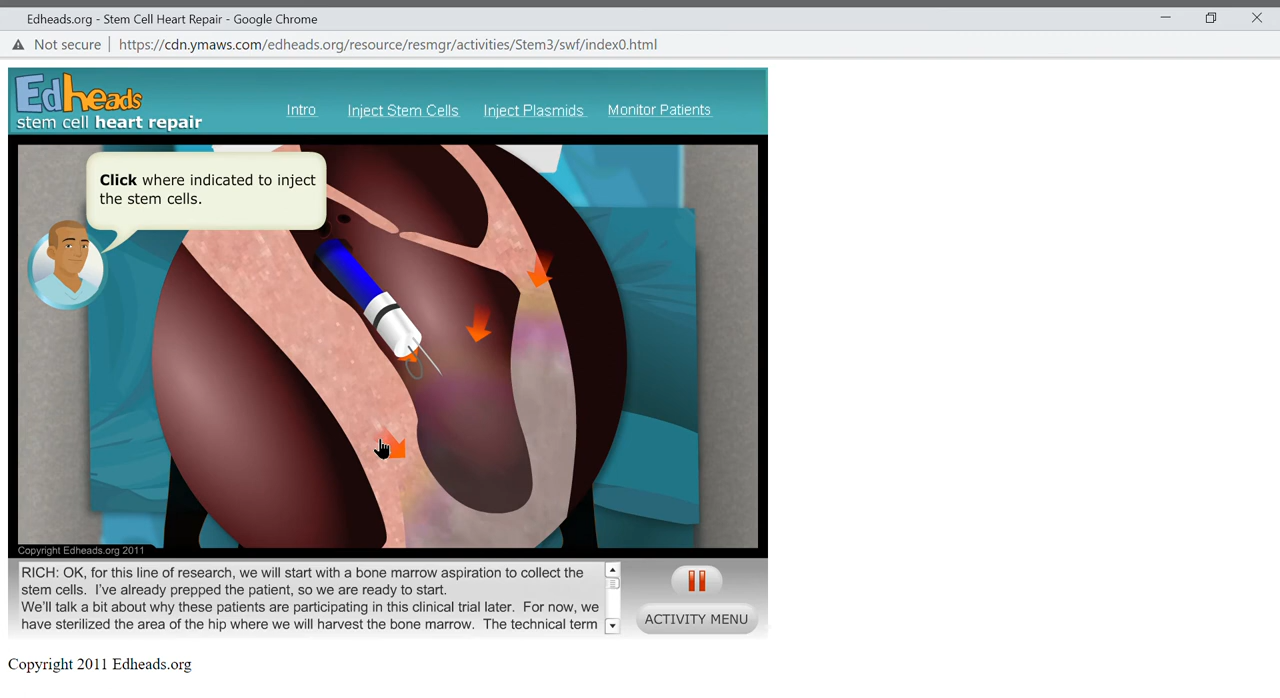 Edheads.org - Stem Cell Heart Repair - Google Chrome
Not secure | https://cdn.ymaws.com/edheads.org/resource/resmgr/activities/Stem3/swf/index0.html
Edheads
stem cell heart repair
Intro Inject Stem Cells Inject Plasmids Monitor Patients
Click where indicated to inject
the stem cells.
Copyright Edheads.org 2011
RICH: OK, for this line of research, we will start with a bone marrow aspiration to collect the
stem cells. I've already prepped the patient, so we are ready to start.
We'll talk a bit about why these patients are participating in this clinical trial later. For now, we
have sterilized the area of the hip where we will harvest the bone marrow. The technical term
ACTIVITY MENU
Copyright 2011 Edheads.org